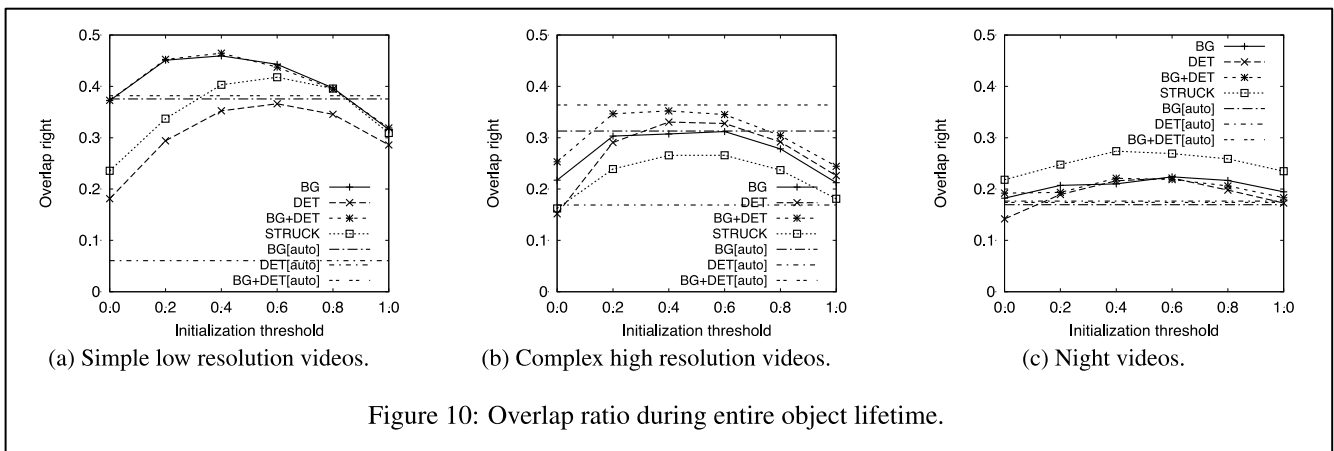 0.5
0.4
0.3
0.2
0.1
0
Overlap right
0.0 0.2 0.4 0.6 0.8 1.0
Initialization threshold
BG
DET
BG+DET
STRUCK
BG[auto]
DET[auto]
BG+DET[auto]
(a) Simple low resolution videos.
0.5
0.4
0.3
0.2
0.1
0
Overlap right
0.0 0.2 0.4 0.6 0.8 1.0
Initialization threshold
BG
DET
BG+DET
STRUCK
BG[auto]
DET[auto]
BG+DET[auto]
(b) Complex high resolution videos.
0.5
0.4
0.3
0.2
0.1
0
Overlap right
0.0 0.2 0.4 0.6 0.8 1.0
Initialization threshold
BG
DET
BG+DET
STRUCK
BG[auto]
DET[auto]
BG+DET[auto]
(c) Night videos.
Figure 10: Overlap ratio during entire object lifetime.